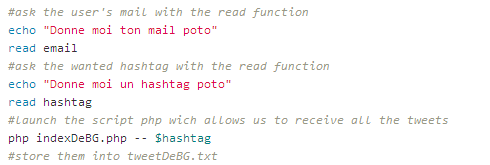 #ask the user's mail with the read function
echo "Donne moi ton mail poto"
read email
#ask the wanted hashtag with the read function
echo "Donne moi un hashtag poto"
read hashtag
#launch the script php wich allows us to receive all the tweets
php indexDeBG.php -- $hashtag
#store them into tweetDeBG.txt